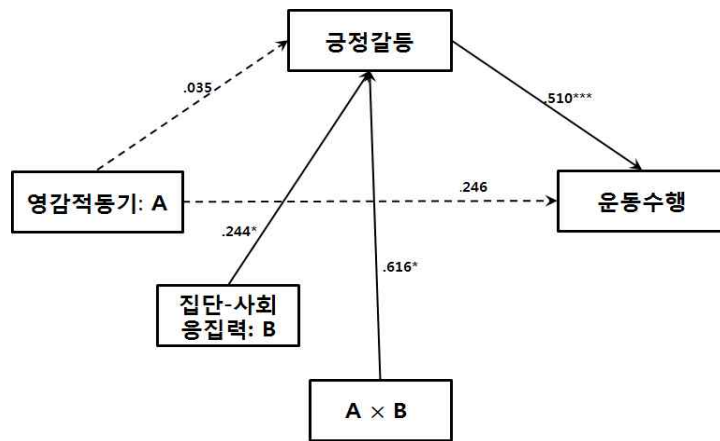 긍정갈등
.035
.510***
영감적동기: A
.246
운동수행
.244*
.616*
집단-사회
응집력: B
A × B